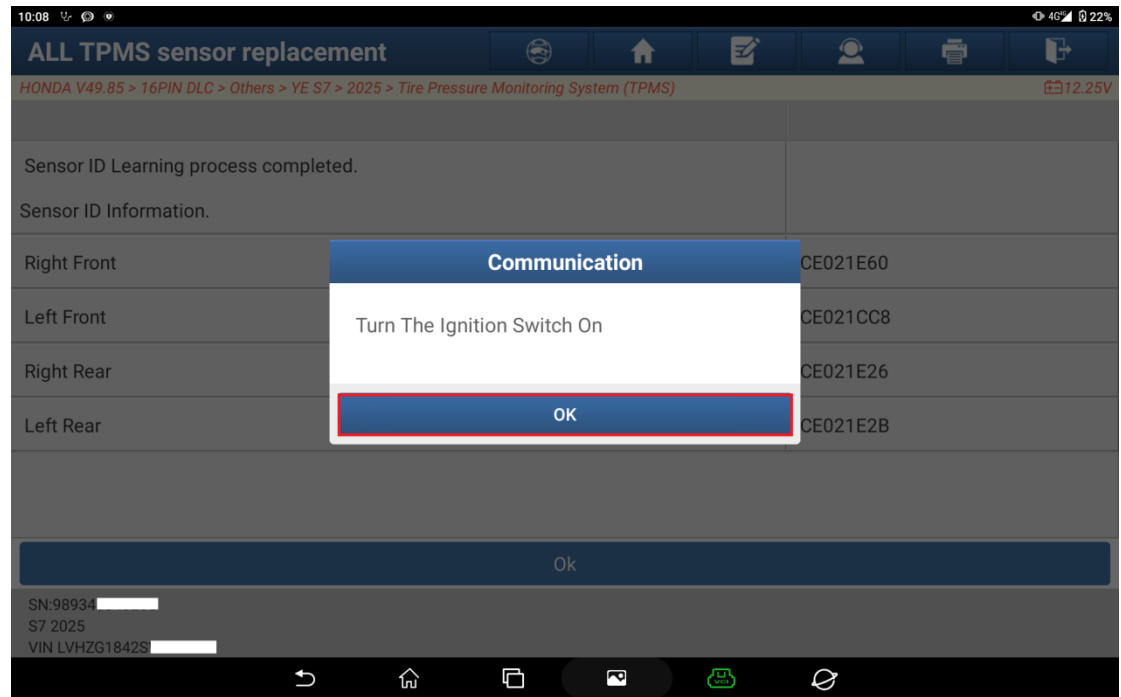 10:08
4G 22%
ALL TPMS sensor replacement
HONDA V49.85 > 16PIN DLC > Others > YE S7 > 2025 > Tire Pressure Monitoring System (TPMS)
12.25V
Sensor ID Learning process completed.
Sensor ID Information.
Communication
Turn The Ignition Switch On
OK
Right Front CE021E60
Left Front CE021CC8
Right Rear CE021E26
Left Rear CE021E2B
Ok
SN:98934
S7 2025
VIN LVHZG1842S
VCI